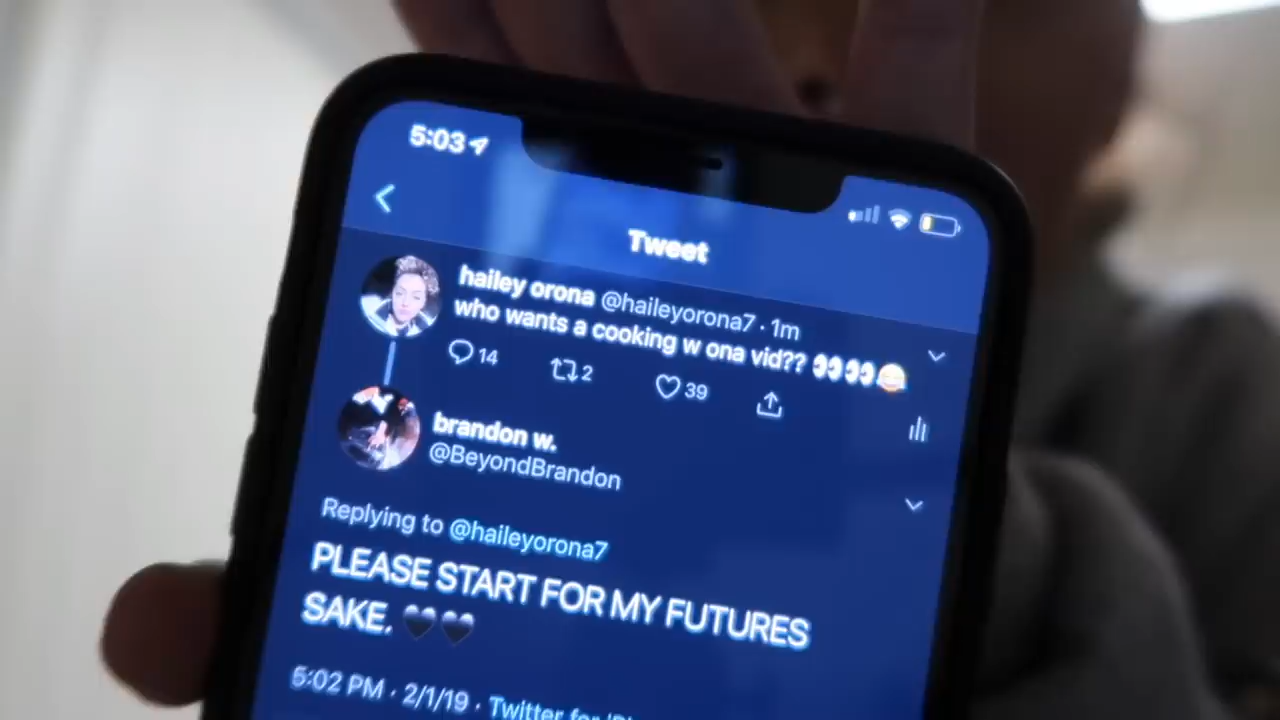 5:03
Tweet
hailey orona @haileyorona7 · 1m
who wants a cooking w ona vid?? 👀👀😂
14 2 39
brandon w.
@BeyondBrandon
Replying to @haileyorona7
PLEASE START FOR MY FUTURES
SAKE. 🖤🖤
5:02 PM · 2/1/19 · Twitter for